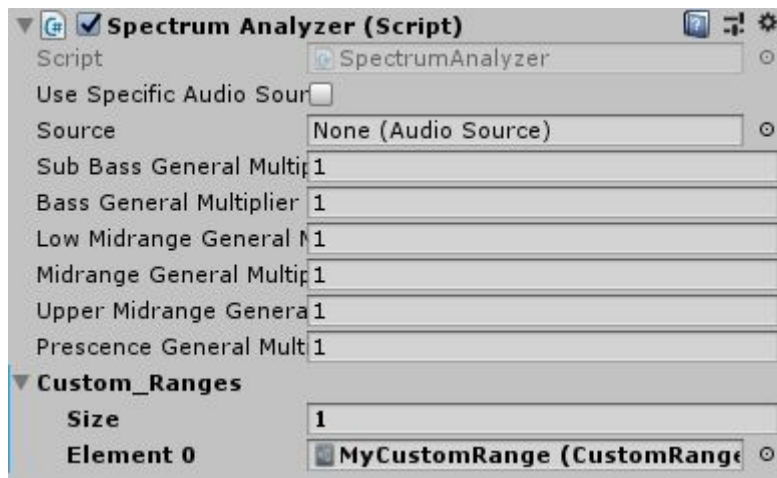 Spectrum Analyzer (Script)
Script SpectrumAnalyzer
Use Specific Audio Sour
Source None (Audio Source)
Sub Bass General Multip 1
Bass General Multiplier 1
Low Midrange General M 1
Midrange General Multip 1
Upper Midrange Genera 1
Prescence General Mult 1
Custom_Ranges
Size 1
Element 0 MyCustomRange (CustomRange